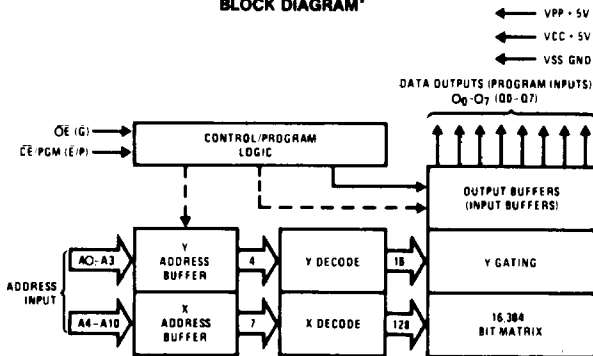 BLOCK DIAGRAM*
VPP + 5V
VCC + 5V
VSS GND
DATA OUTPUTS (PROGRAM INPUTS)
O0-O7 (Q0-Q7)
OE (G)
CE/PGM (E/P)
CONTROL/PROGRAM
LOGIC
OUTPUT BUFFERS
(INPUT BUFFERS)
ADDRESS
INPUT
A0-A3
Y
ADDRESS
BUFFER
4
Y DECODE
16
Y GATING
A4-A10
X
ADDRESS
BUFFER
7
X DECODE
128
16,384
BIT MATRIX